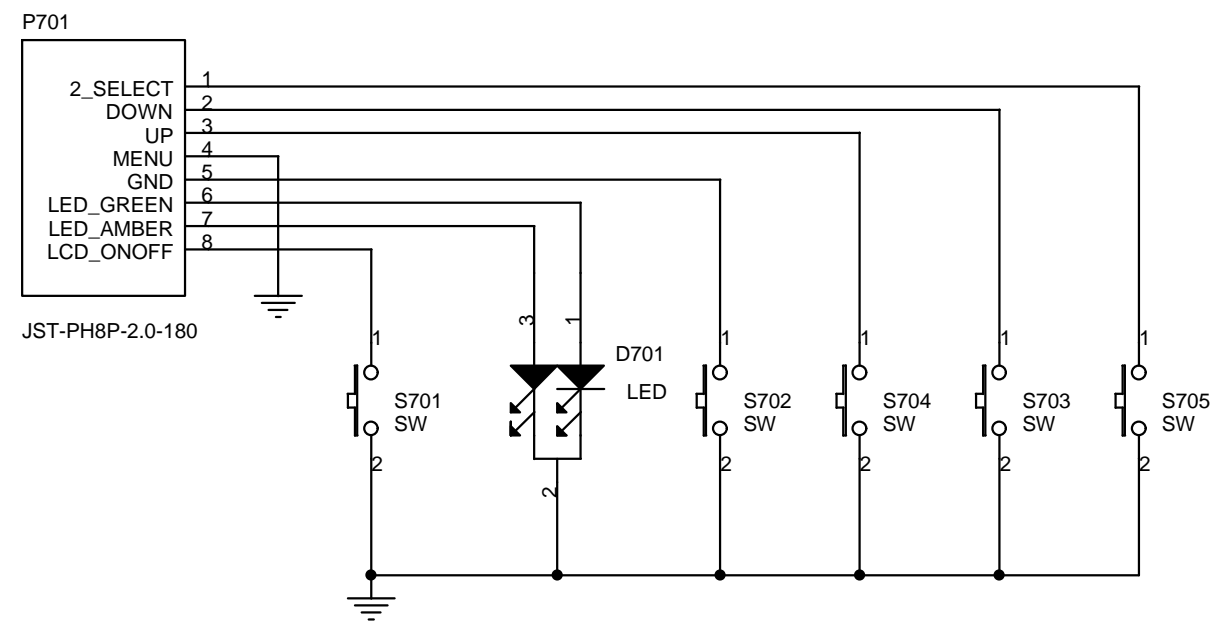 P701
2_SELECT 1
DOWN 2
UP 3
MENU 4
GND 5
LED_GREEN 6
LED_AMBER 7
LCD_ONOFF 8
JST-PH8P-2.0-180
3 1
1 1 1 1 1
D701
LED
S701 S702 S704 S703 S705
SW SW SW SW SW
2 2 2 2 2
2